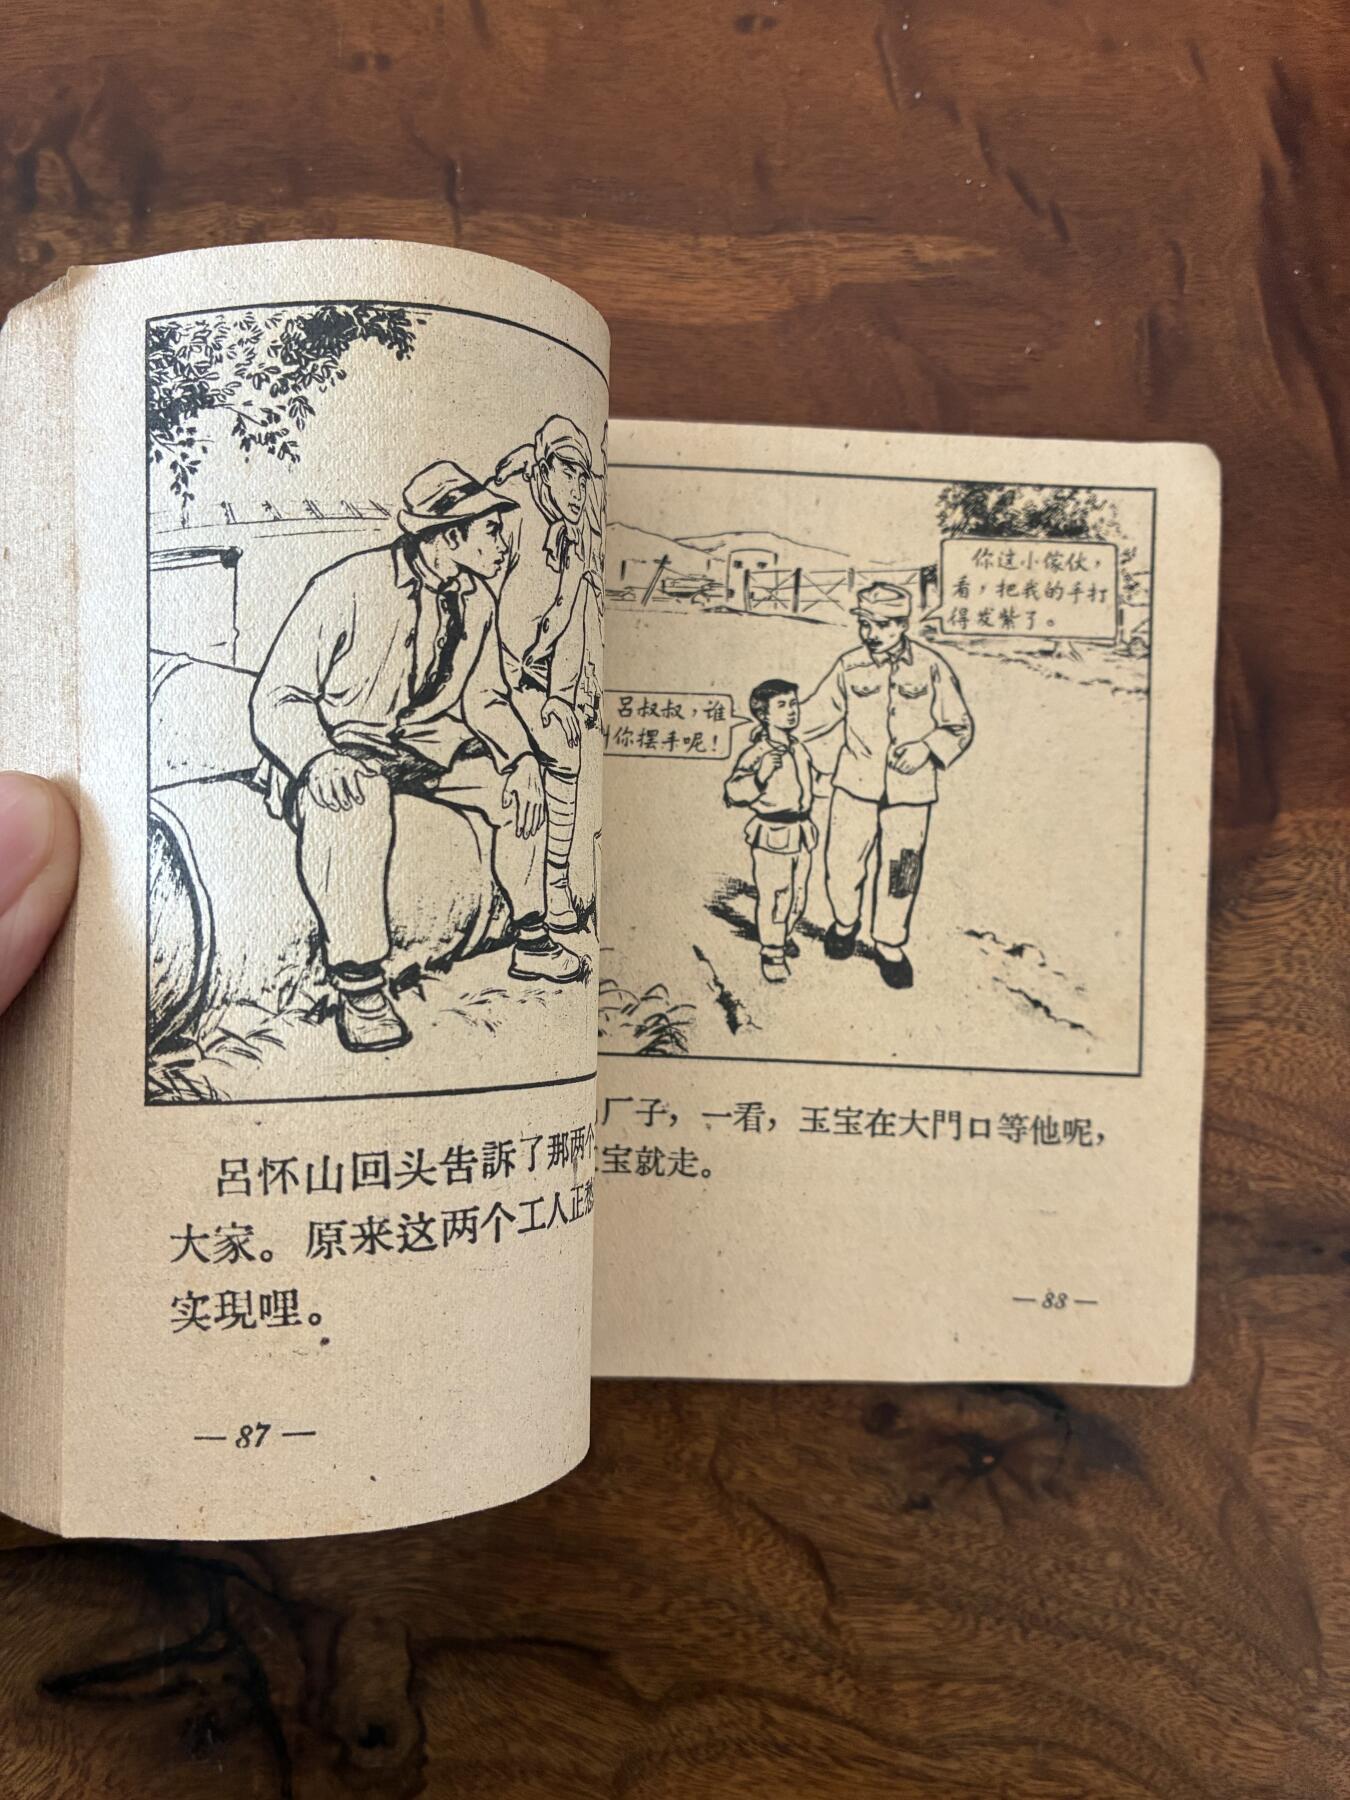 呂怀山回头告訴了那两个
大家。原来这两个工人正愁
实現哩。
— 87 —
你这小傢伙，
看，把我的手打
得发紫了。
呂叔叔，谁
叫你摆手呢！
厂子，一看，玉宝在大門口等他呢，
宝就走。
— 88 —